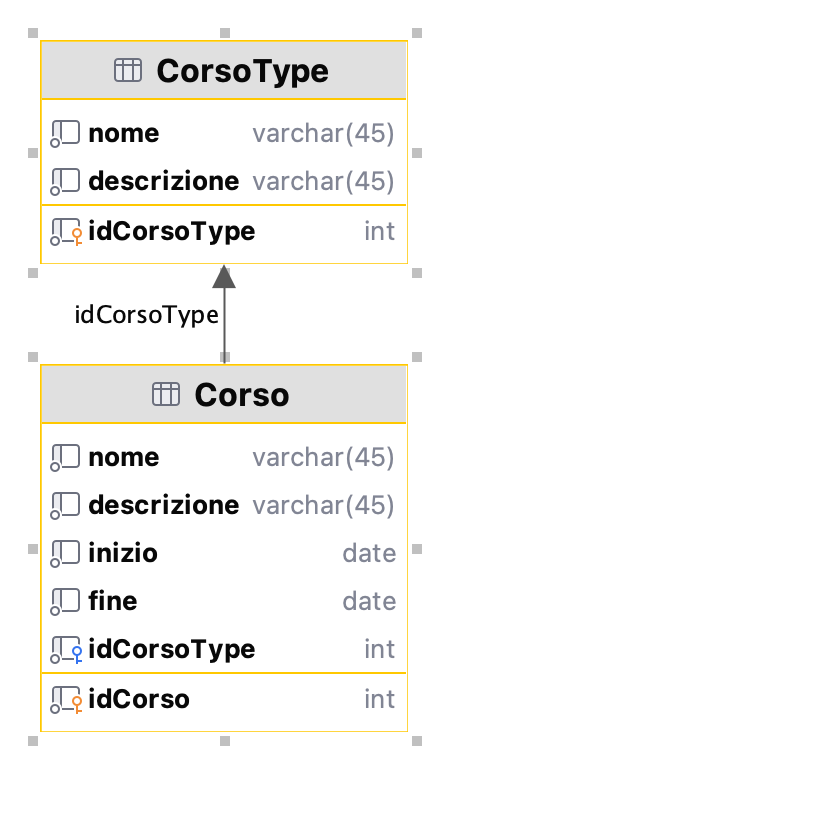 CorsoType
nome varchar(45)
descrizione varchar(45)
idCorsoType int
idCorsoType
Corso
nome varchar(45)
descrizione varchar(45)
inizio date
fine date
idCorsoType int
idCorso int